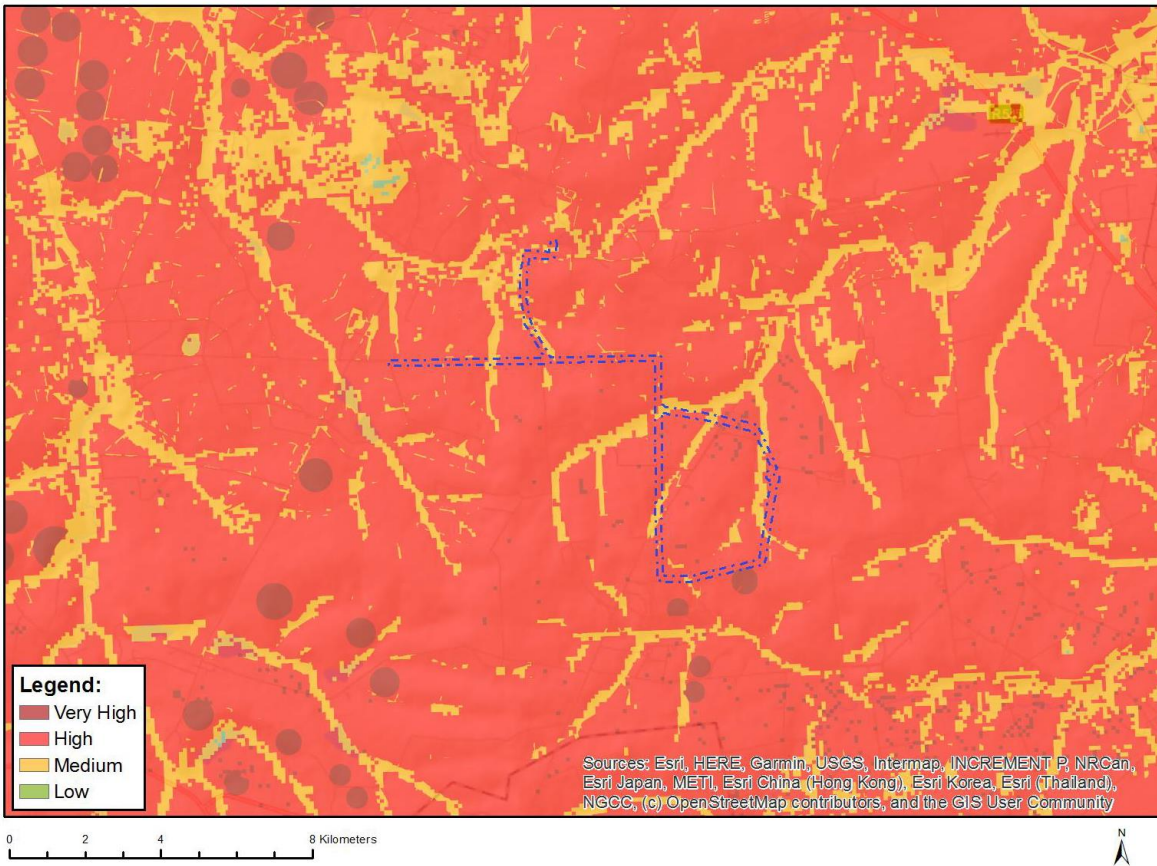 Legend:
Very High
High
Medium
Low
Sources: Esri, HERE, Garmin, USGS, Intermap, INCREMENT P, NRCan,
Esri Japan, METI, Esri China (Hong Kong), Esri Korea, Esri (Thailand),
NGCC, (c) OpenStreetMap contributors, and the GIS User Community
0 2 4 8 Kilometers
N